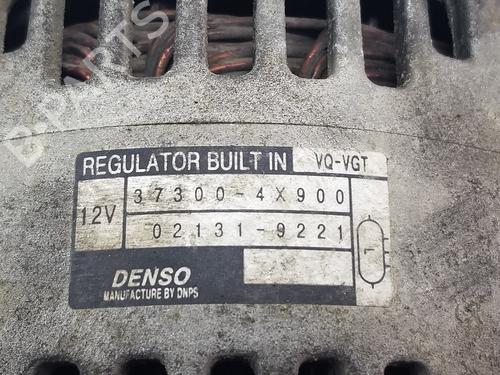 B-PARTS
REGULATOR BUILT IN VQ-VGT
12V 37300-4X900
02131-9221
L
DENSO
MANUFACTURE BY DNPS